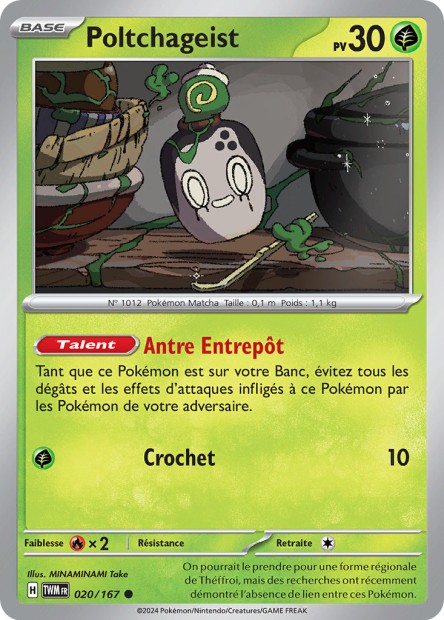 BASE
Poltchageist
PV 30
N° 1012 Pokémon Matcha Taille : 0,1 m Poids : 1,1 kg
Talent Antre Entrepôt
Tant que ce Pokémon est sur votre Banc, évitez tous les
dégâts et les effets d'attaques infligés à ce Pokémon par
les Pokémon de votre adversaire.
Crochet 10
Faiblesse × 2 Résistance Retraite
Illus. MINAMINAMI Take
H TWM FR 020/167
On pourrait le prendre pour une forme régionale
de Théffroi, mais des recherches ont récemment
démontré l'absence de lien entre ces Pokémon.
©2024 Pokémon/Nintendo/Creatures/GAME FREAK